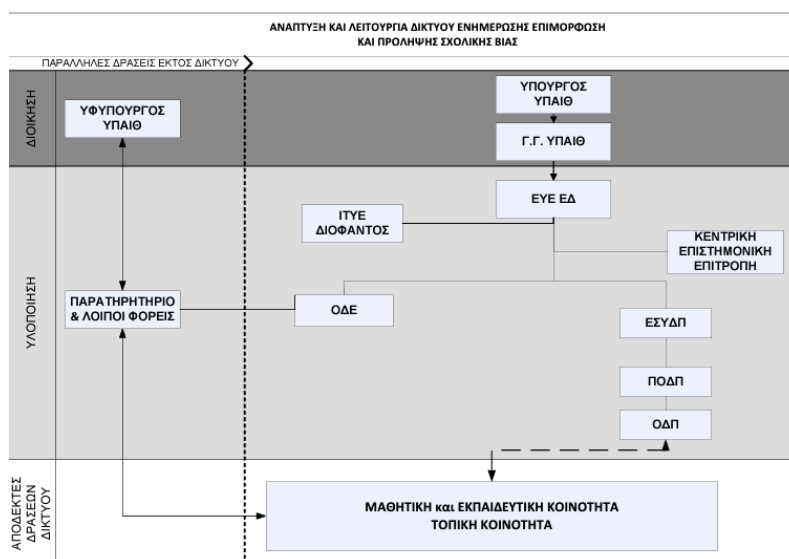 ΑΝΑΠΤΥΞΗ ΚΑΙ ΛΕΙΤΟΥΡΓΙΑ ΔΙΚΤΥΟΥ ΕΝΗΜΕΡΩΣΗΣ ΕΠΙΜΟΡΦΩΣΗ
ΚΑΙ ΠΡΟΛΗΨΗΣ ΣΧΟΛΙΚΗΣ ΒΙΑΣ
ΠΑΡΑΛΛΗΛΕΣ ΔΡΑΣΕΙΣ ΕΚΤΟΣ ΔΙΚΤΥΟΥ
ΔΙΟΙΚΗΣΗ
ΥΦΥΠΟΥΡΓΟΣ
ΥΠΑΙΘ
ΥΠΟΥΡΓΟΣ
ΥΠΑΙΘ
Γ.Γ. ΥΠΑΙΘ
ΥΛΟΠΟΙΗΣΗ
ΕΥΕ ΕΔ
ΙΤΥΕ
ΔΙΟΦΑΝΤΟΣ
ΚΕΝΤΡΙΚΗ
ΕΠΙΣΤΗΜΟΝΙΚΗ
ΕΠΙΤΡΟΠΗ
ΠΑΡΑΤΗΡΗΤΗΡΙΟ
& ΛΟΙΠΟΙ ΦΟΡΕΙΣ
ΟΔΕ
ΕΣΥΔΠ
ΠΟΔΠ
ΟΔΠ
ΑΠΟΔΕΚΤΕΣ
ΔΡΑΣΕΩΝ
ΔΙΚΤΥΟΥ
ΜΑΘΗΤΙΚΗ και ΕΚΠΑΙΔΕΥΤΙΚΗ ΚΟΙΝΟΤΗΤΑ
ΤΟΠΙΚΗ ΚΟΙΝΟΤΗΤΑ